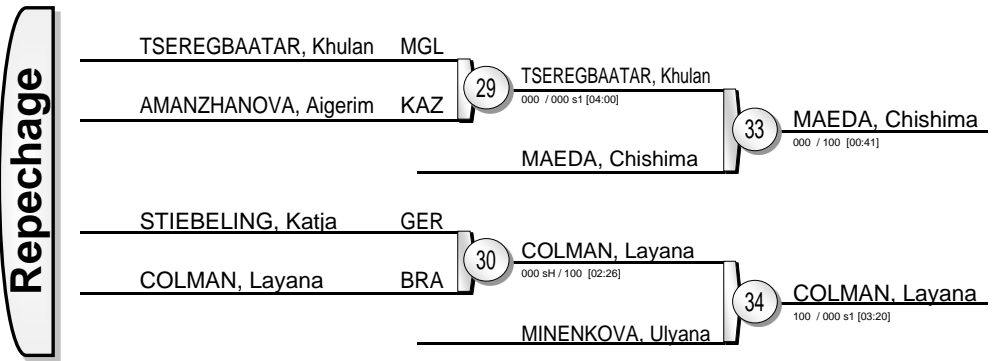 Repechage
TSEREGBAATAR, Khulan MGL
AMANZHANOVA, Aigerim KAZ
29
TSEREGBAATAR, Khulan
000 / 000 s1 [04:00]
MAEDA, Chishima
33
MAEDA, Chishima
000 / 100 [00:41]
STIEBELING, Katja GER
COLMAN, Layana BRA
30
COLMAN, Layana
000 sH / 100 [02:26]
MINENKOVA, Ulyana
34
COLMAN, Layana
100 / 000 s1 [03:20]